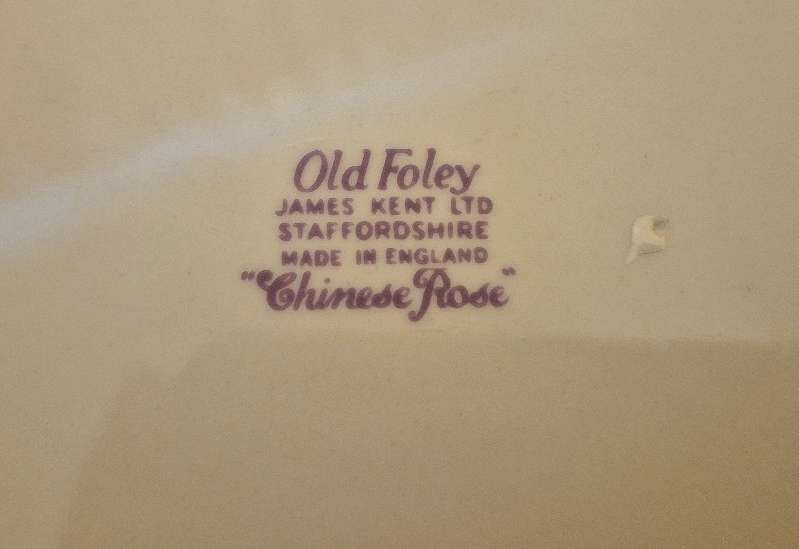 Old Foley
JAMES KENT LTD
STAFFORDSHIRE
MADE IN ENGLAND
"Chinese Rose"